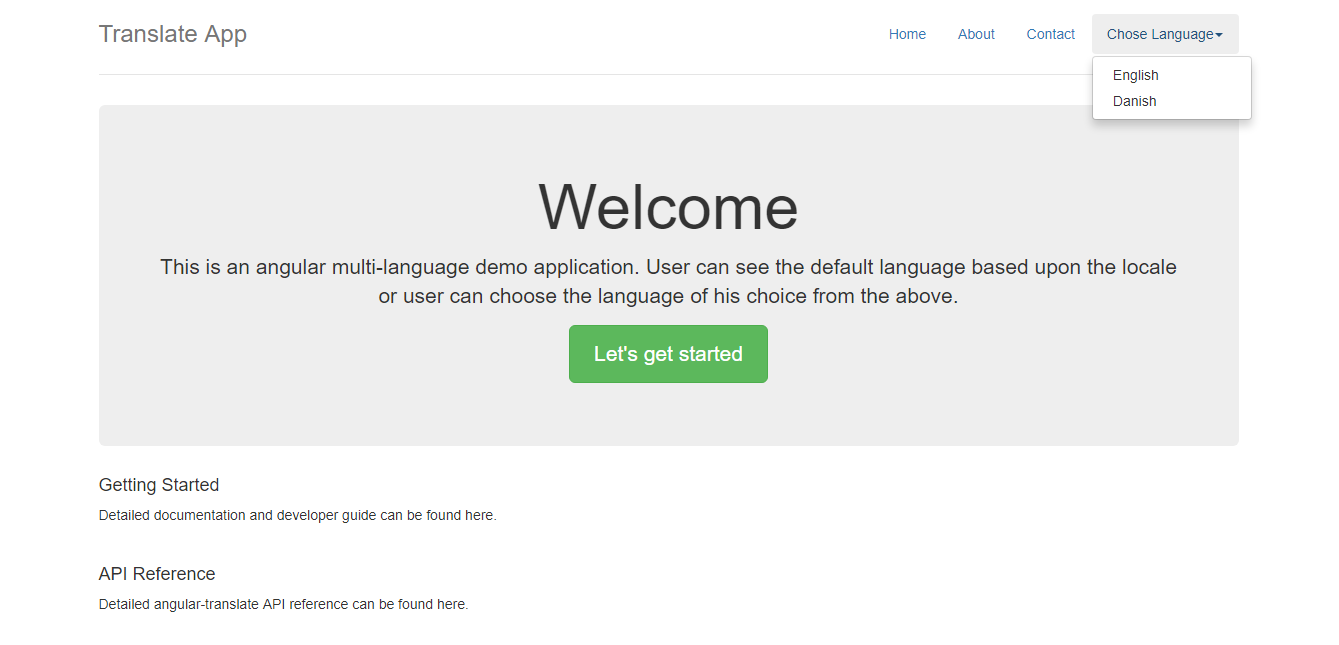 Translate App
Home About Contact Chose Language
English
Danish
Welcome
This is an angular multi-language demo application. User can see the default language based upon the locale
or user can choose the language of his choice from the above.
Let's get started
Getting Started
Detailed documentation and developer guide can be found here.
API Reference
Detailed angular-translate API reference can be found here.